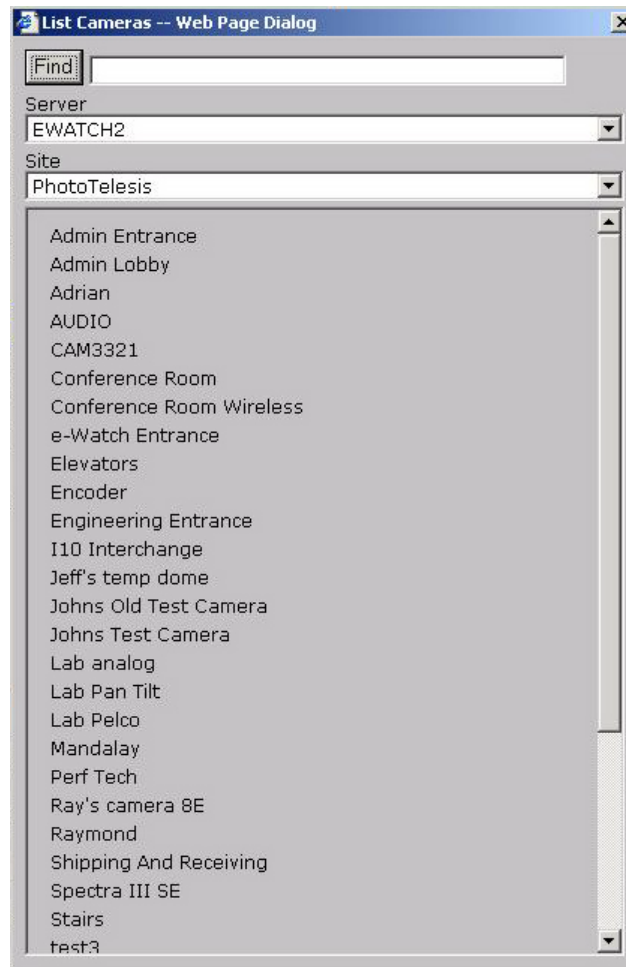 List Cameras -- Web Page Dialog
Find
Server
EWATCH2
Site
PhotoTelesis
Admin Entrance
Admin Lobby
Adrian
AUDIO
CAM3321
Conference Room
Conference Room Wireless
e-Watch Entrance
Elevators
Encoder
Engineering Entrance
I10 Interchange
Jeff's temp dome
Johns Old Test Camera
Johns Test Camera
Lab analog
Lab Pan Tilt
Lab Pelco
Mandalay
Perf Tech
Ray's camera 8E
Raymond
Shipping And Receiving
Spectra III SE
Stairs
test3